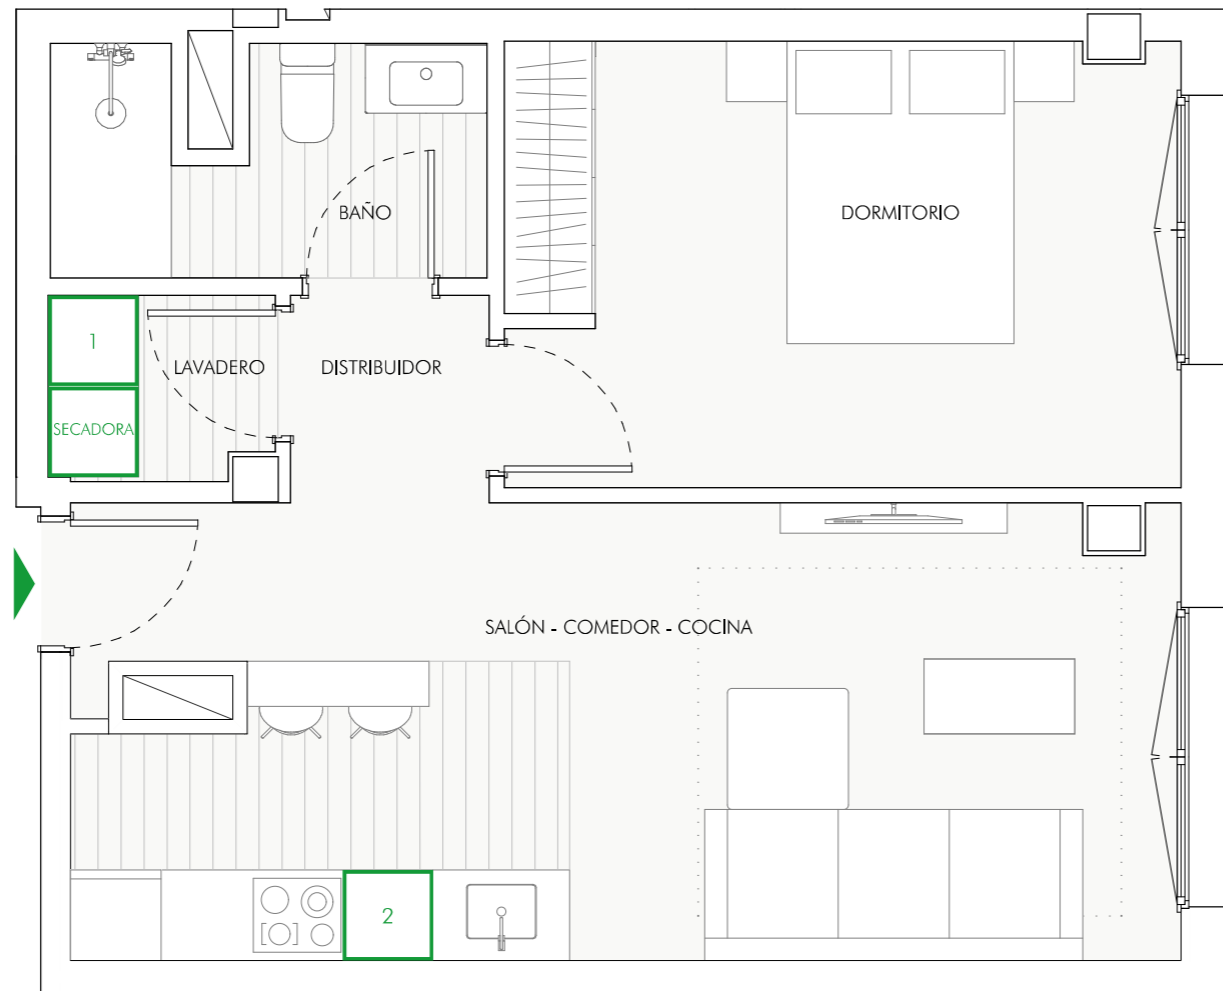 BAÑO
DORMITORIO
1
LAVADERO
DISTRIBUIDOR
SECADORA
SALÓN - COMEDOR - COCINA
2